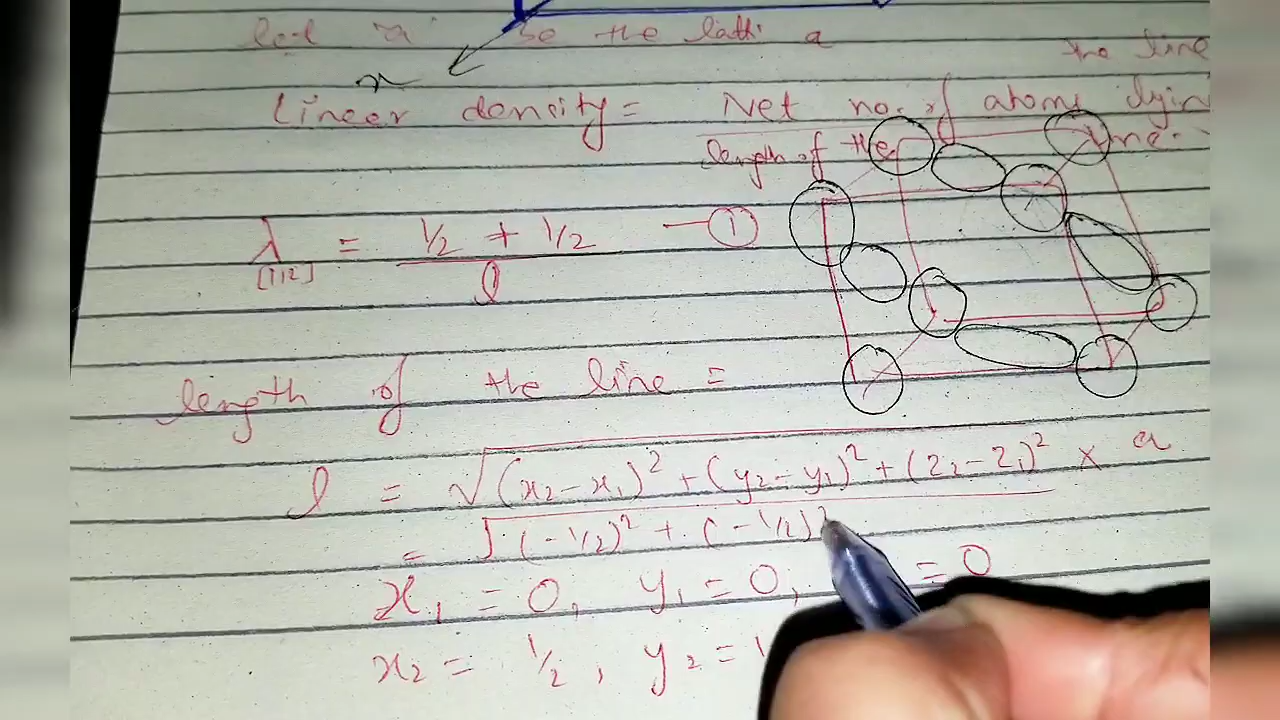 let be the a
the line
Linear density = Net no. of atoms lying
length of the line.
λ[112] = 1/2 + 1/2 / l — ①
length of the line =
l = √(x₂-x₁)² + (y₂-y₁)² + (z₂-z₁)² × a
= √(-1/2)² + (-1/2)²
x₁ = 0, y₁ = 0, = 0
x₂ = 1/2, y₂ =